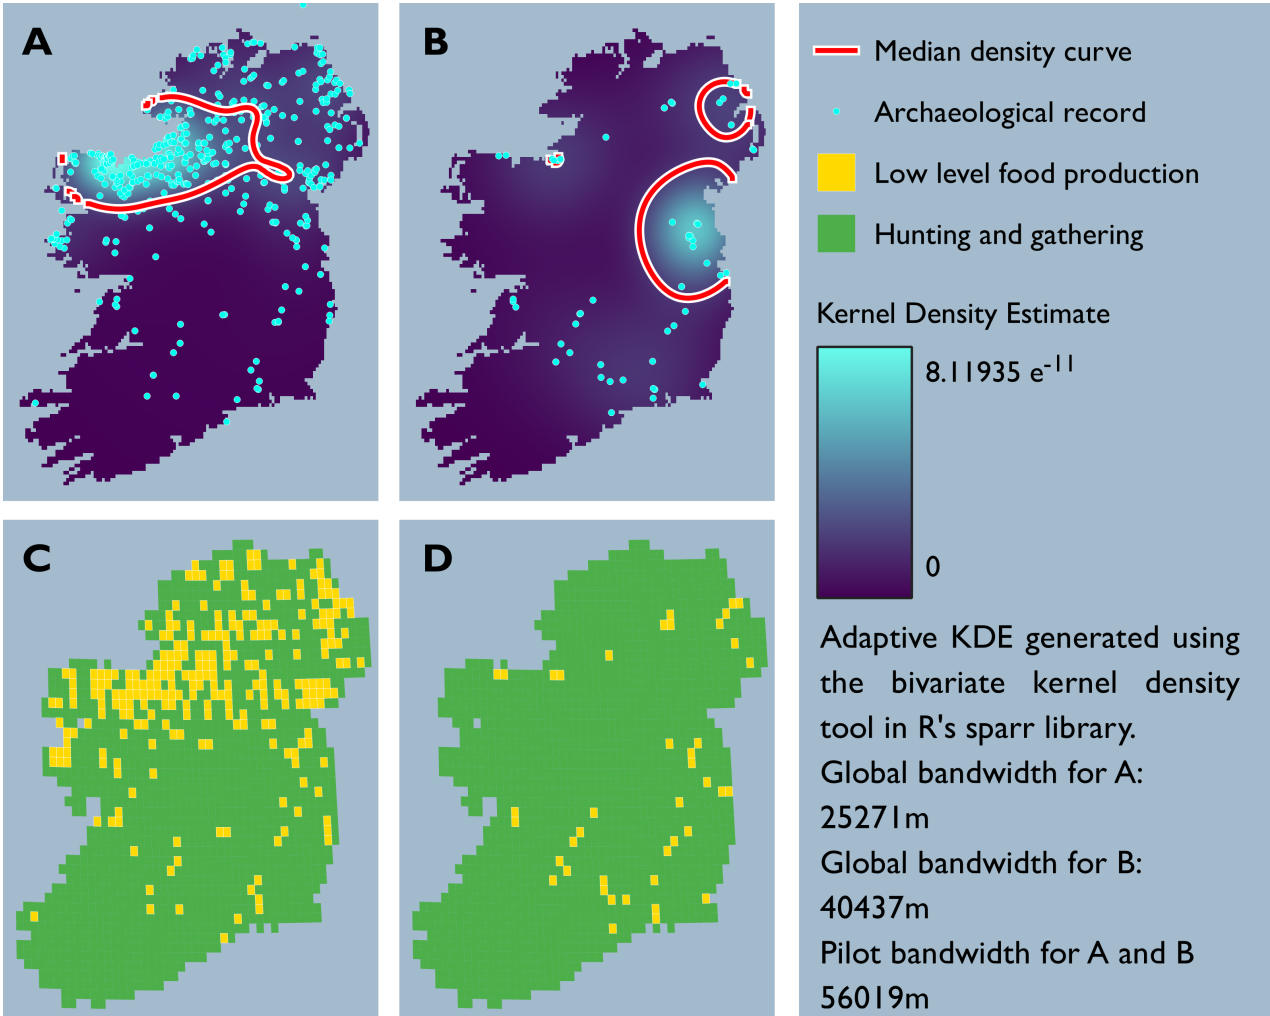 A
B
Median density curve
Archaeological record
Low level food production
Hunting and gathering
Kernel Density Estimate
8.11935 e-11
0
C
D
Adaptive KDE generated using
the bivariate kernel density
tool in R's sparr library.
Global bandwidth for A:
25271m
Global bandwidth for B:
40437m
Pilot bandwidth for A and B
56019m